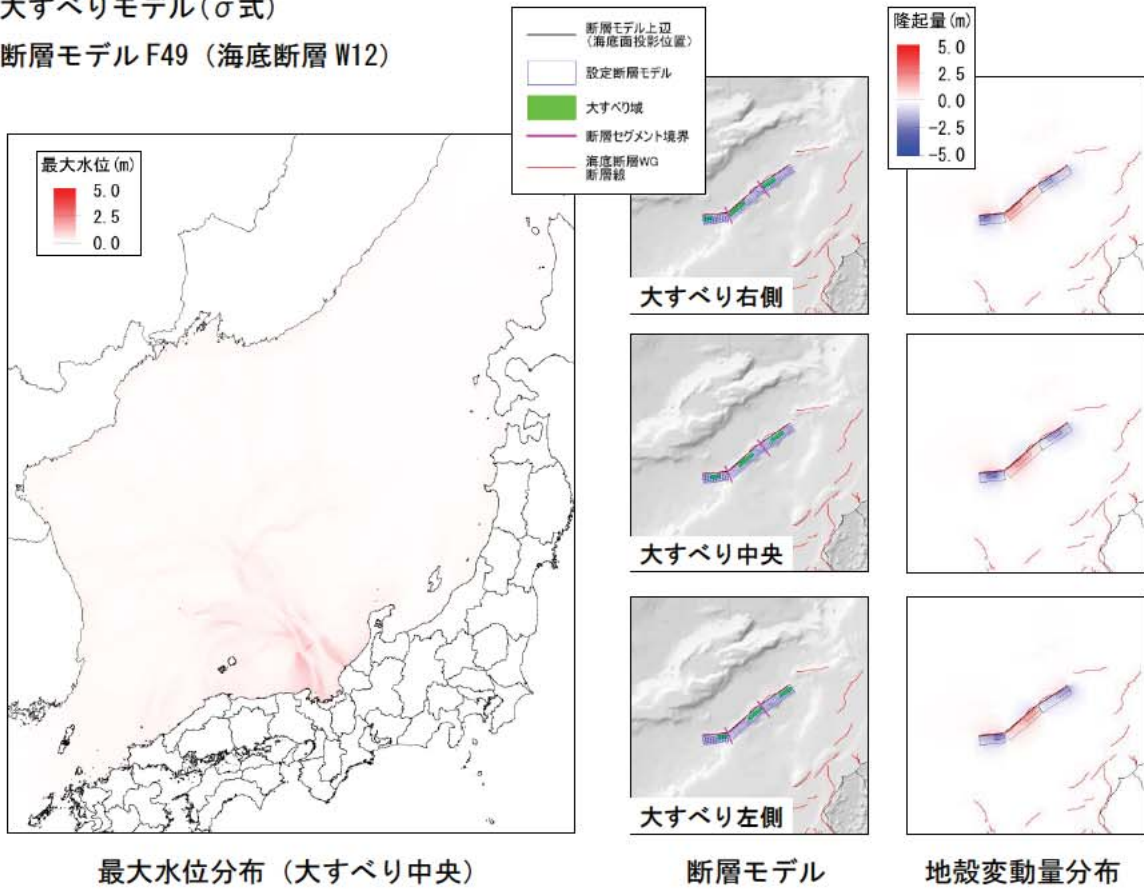 大すべりモデル(σ式)
断層モデル F49 (海底断層 W12)
最大水位(m)
5.0
2.5
0.0
断層モデル上辺
(海底面投影位置)
設定断層モデル
大すべり域
断層セグメント境界
海底断層WG
断層線
隆起量(m)
5.0
2.5
0.0
-2.5
-5.0
大すべり右側
大すべり中央
大すべり左側
最大水位分布(大すべり中央)
断層モデル
地殻変動量分布